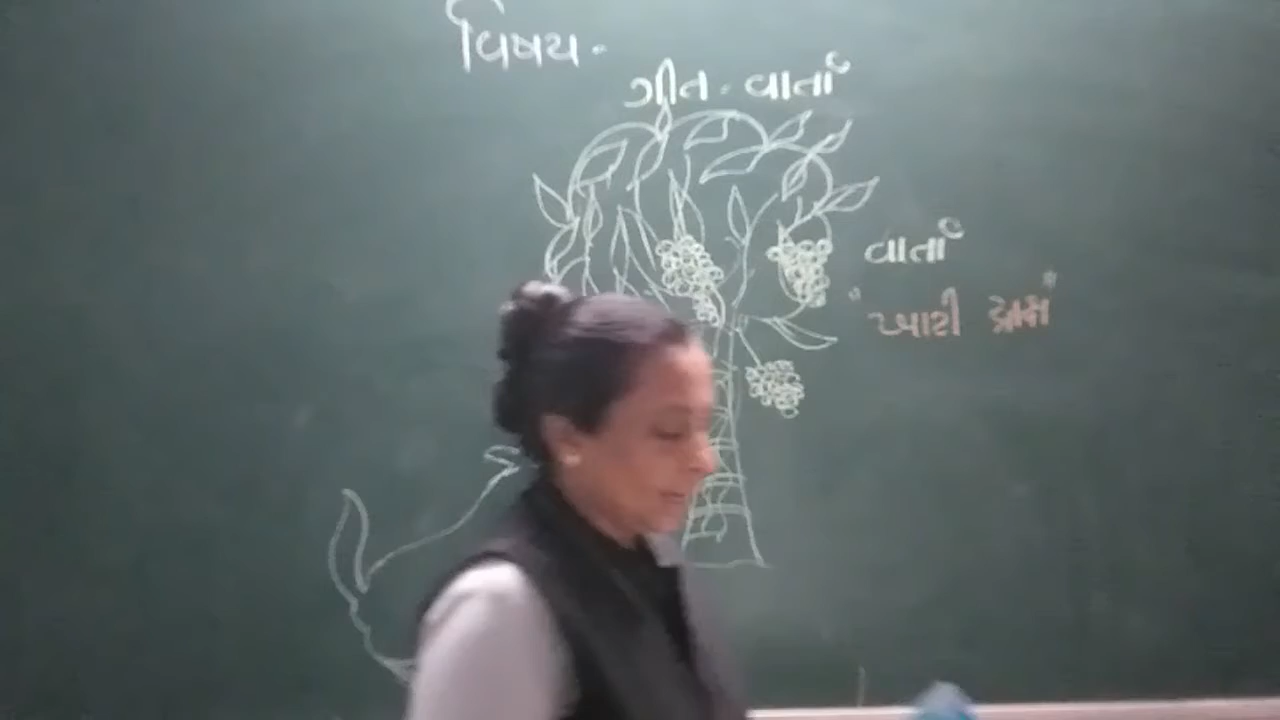 વિષય -
ગીત - વાર્તા
વાર્તા
"ખાટી દ્રાક્ષ"